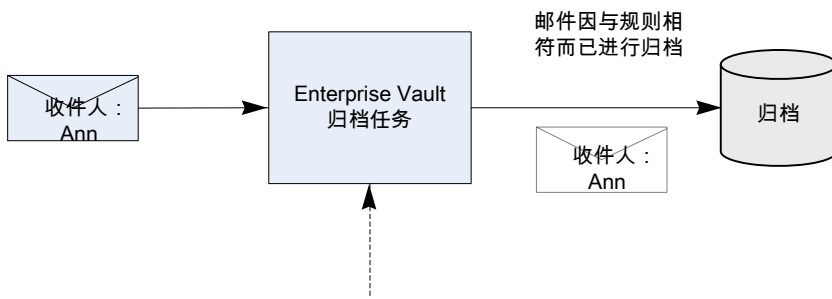 邮件因与规则相
符而已进行归档
收件人：
Ann
Enterprise Vault
归档任务
归档
收件人：
Ann